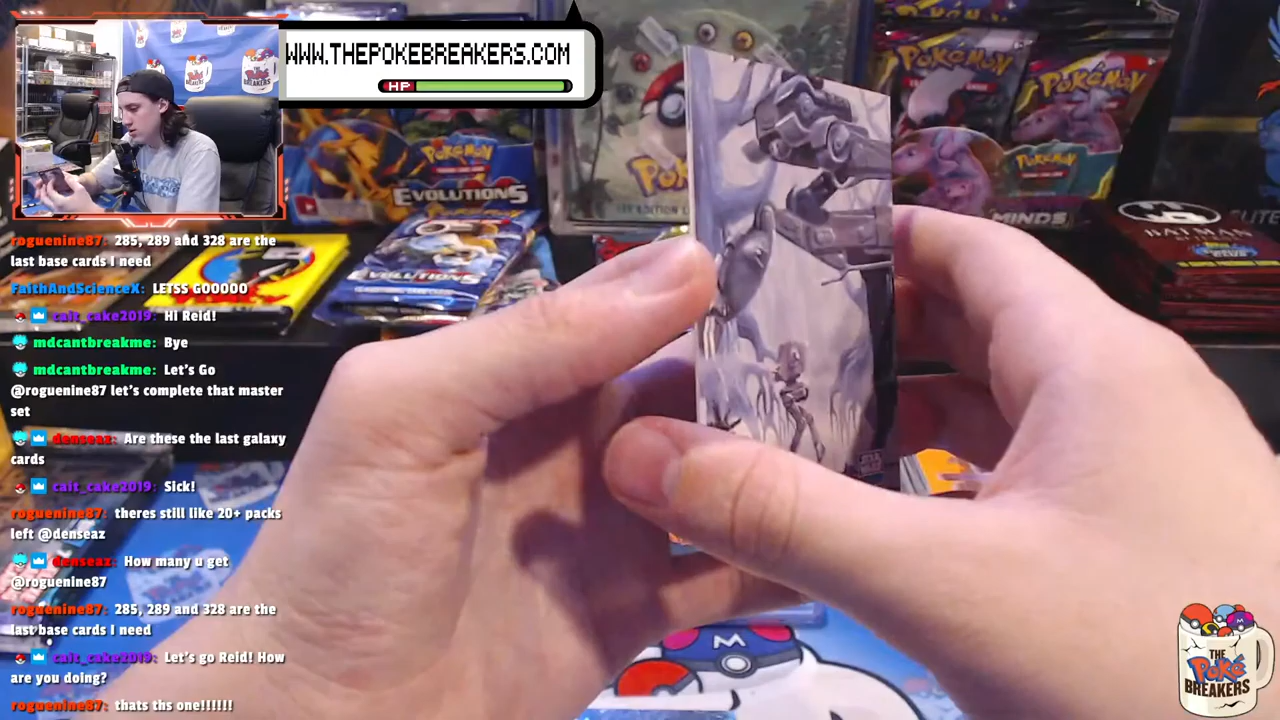 WWW.THEPOKEBREAKERS.COM
HP
roguenine87: 285, 289 and 328 are the
last base cards I need
FaithAndScienceX: LETSS GOOOOO
cait_cake2019: Hi Reid!
mdcantbreakme: Bye
mdcantbreakme: Let's Go
@roguenine87 let's complete that master
set
denseaz: Are these the last galaxy
cards
cait_cake2019: Sick!
roguenine87: theres still like 20+ packs
left @denseaz
denseaz: How many u get
@roguenine87
roguenine87: 285, 289 and 328 are the
last base cards I need
cait_cake2019: Let's go Reid! How
are you doing?
roguenine87: thats ths one!!!!!!
POKÉMON
EVOLUTIONS
EVOLUTIONS
POKÉMON
POKÉMON
POKÉMON
MINDS
BATMAN
STAR
WARS
M
THE
POKÉ
BREAKERS